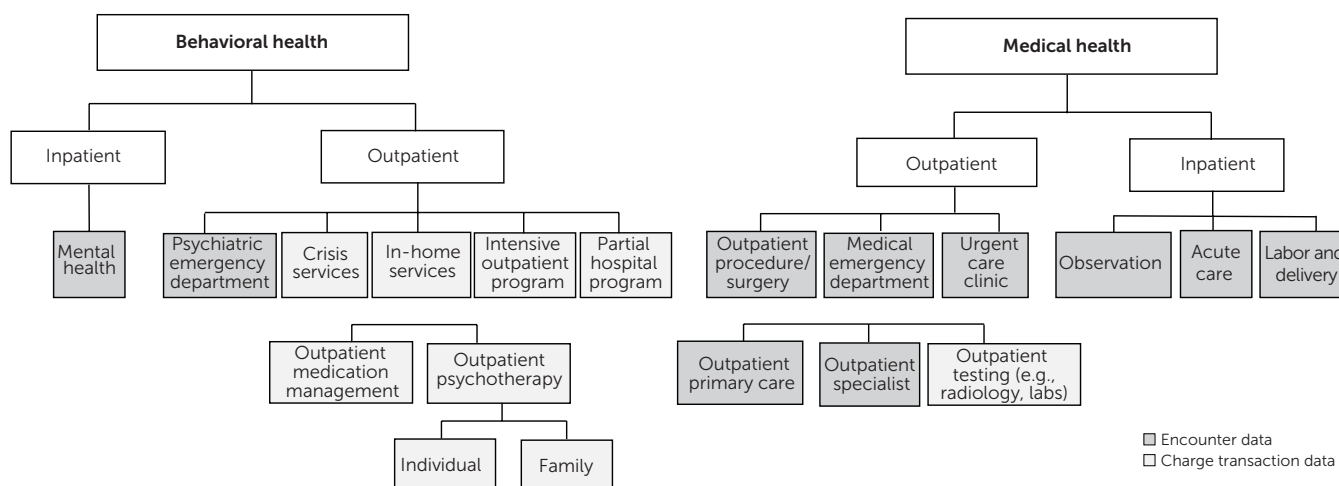 Behavioral health
Medical health
Inpatient
Outpatient
Outpatient
Inpatient
Mental
health
Psychiatric
emergency
department
Crisis
services
In-home
services
Intensive
outpatient
program
Partial
hospital
program
Outpatient
procedure/
surgery
Medical
emergency
department
Urgent
care
clinic
Observation
Acute
care
Labor and
delivery
Outpatient
medication
management
Outpatient
psychotherapy
Outpatient
primary care
Outpatient
specialist
Outpatient
testing (e.g.,
radiology, labs)
Individual
Family
Encounter data
Charge transaction data